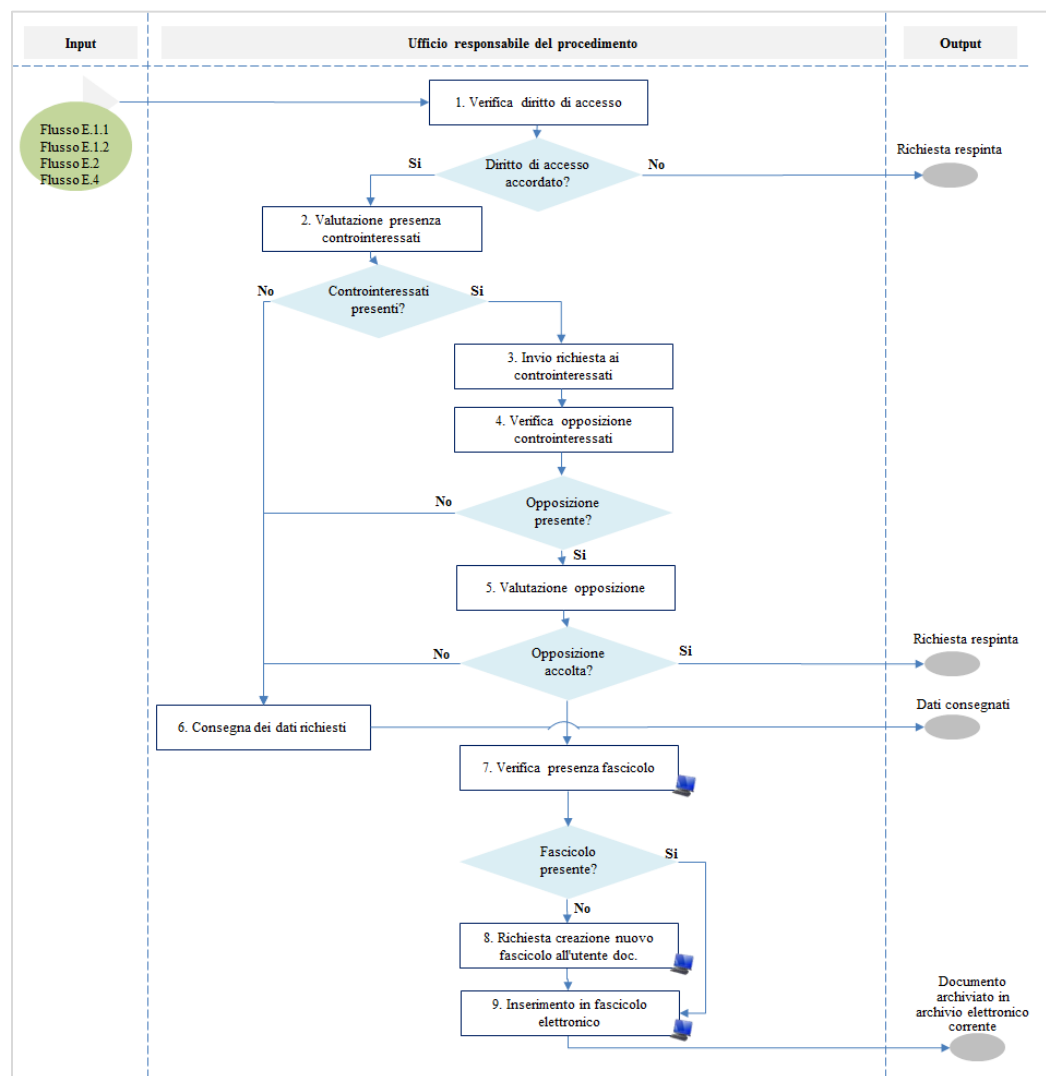 Input
Ufficio responsabile del procedimento
Output
Flusso E.1.1
Flusso E.1.2
Flusso E.2
Flusso E.4
1. Verifica diritto di accesso
Si
Diritto di accesso
accordato?
No
Richiesta respinta
2. Valutazione presenza
controinteressati
No
Controinteressati
presenti?
Si
3. Invio richiesta ai
controinteressati
4. Verifica opposizione
controinteressati
No
Opposizione
presente?
Si
5. Valutazione opposizione
No
Opposizione
accolta?
Si
Richiesta respinta
6. Consegna dei dati richiesti
Dati consegnati
7. Verifica presenza fascicolo
Fascicolo
presente?
Si
No
8. Richiesta creazione nuovo
fascicolo all'utente doc.
9. Inserimento in fascicolo
elettronico
Documento
archiviato in
archivio elettronico
corrente